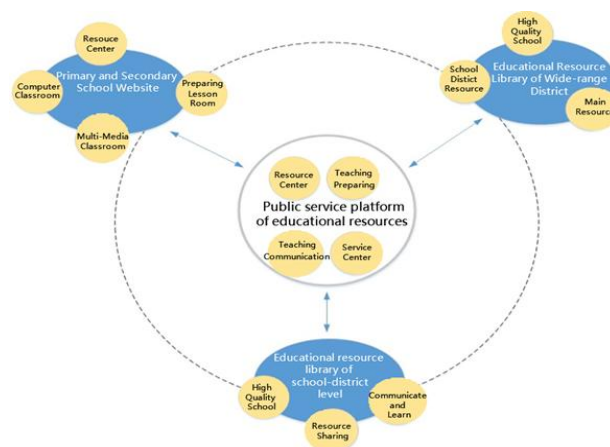 Resouce
Center
Primary and Secondary
School Website
Computer
Classroom
Preparing
Lesson
Room
Multi-Media
Classroom
High
Quality
School
Educational Resource
Library of Wide-range
District
School
District
Resource
Main
Resource
Resource
Center
Teaching
Preparing
Public service platform
of educational resources
Teaching
Communication
Service
Center
Educational resource
library of
school-district
level
High
Quality
School
Communicate
and
Learn
Resource
Sharing